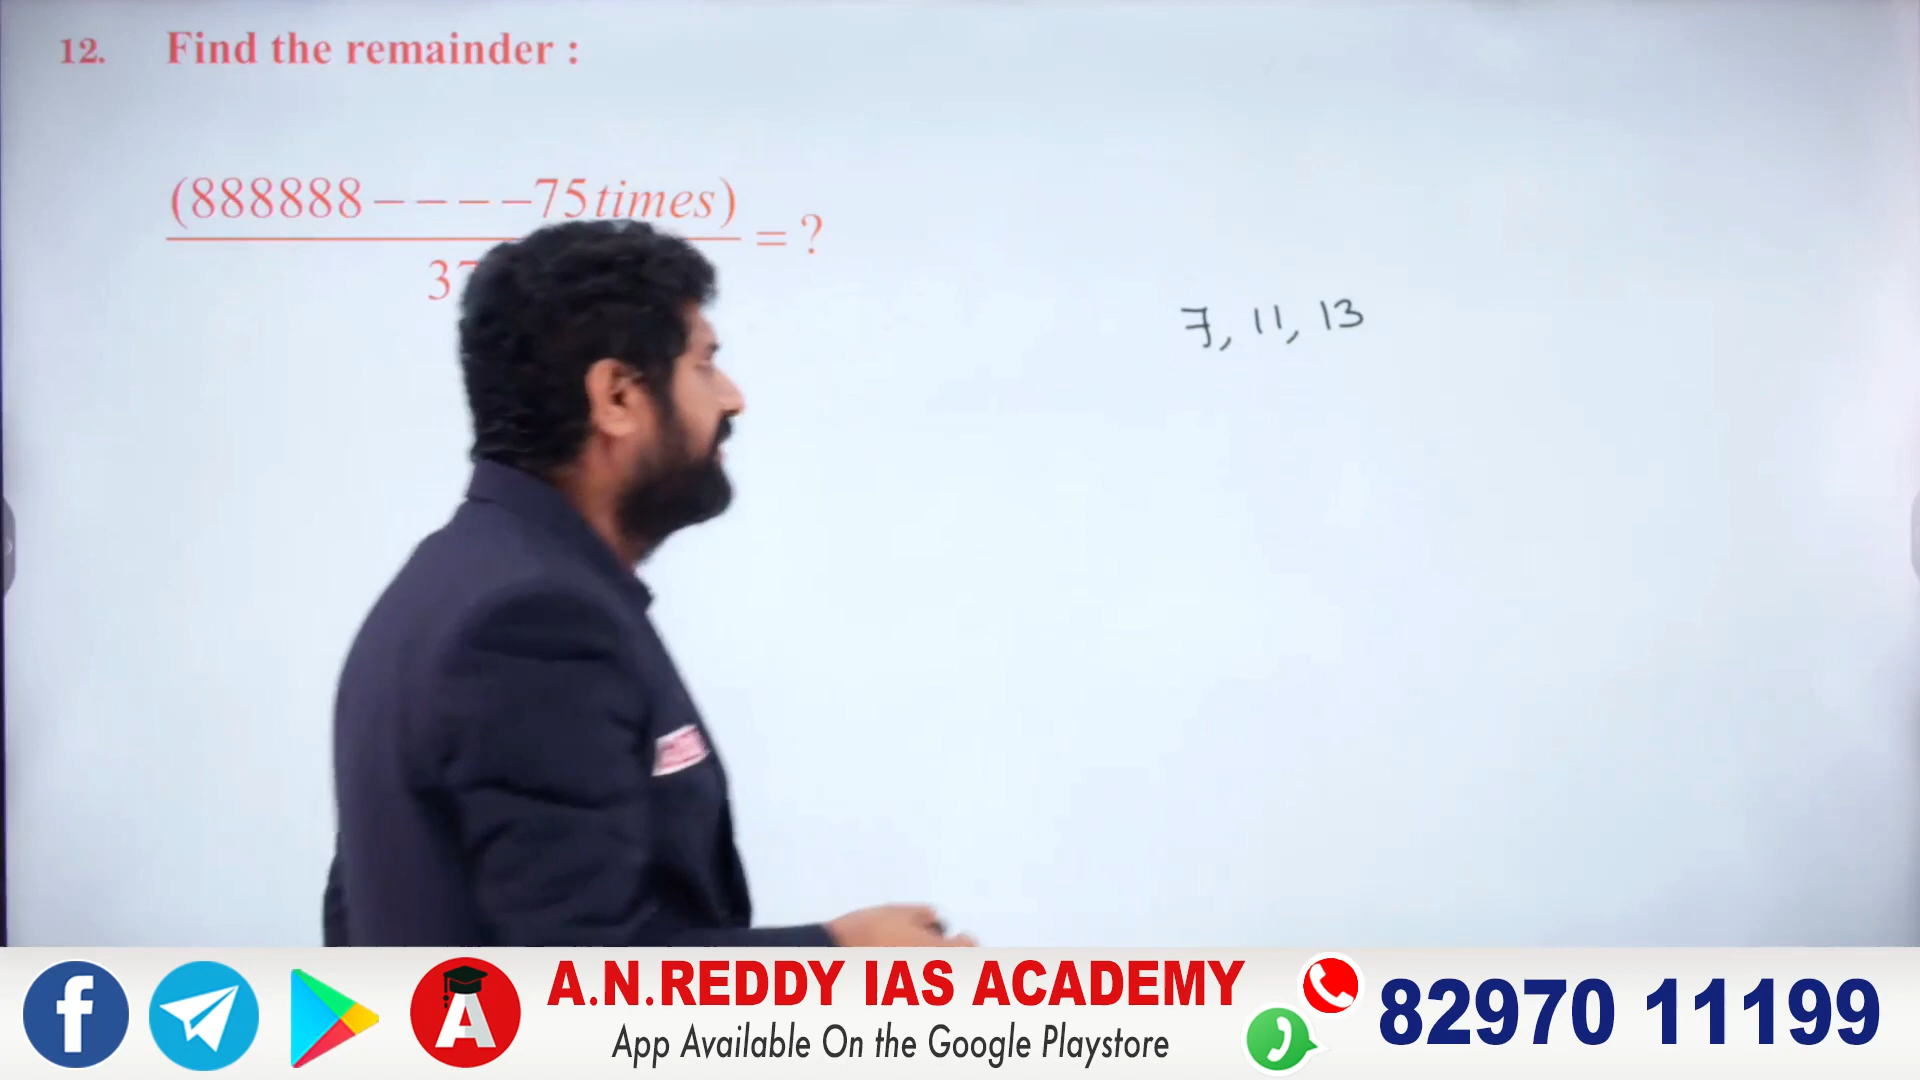 12. Find the remainder :
(888888----75times)
= ?
37
7, 11, 13
A.N.REDDY IAS ACADEMY
App Available On the Google Playstore
82970 11199